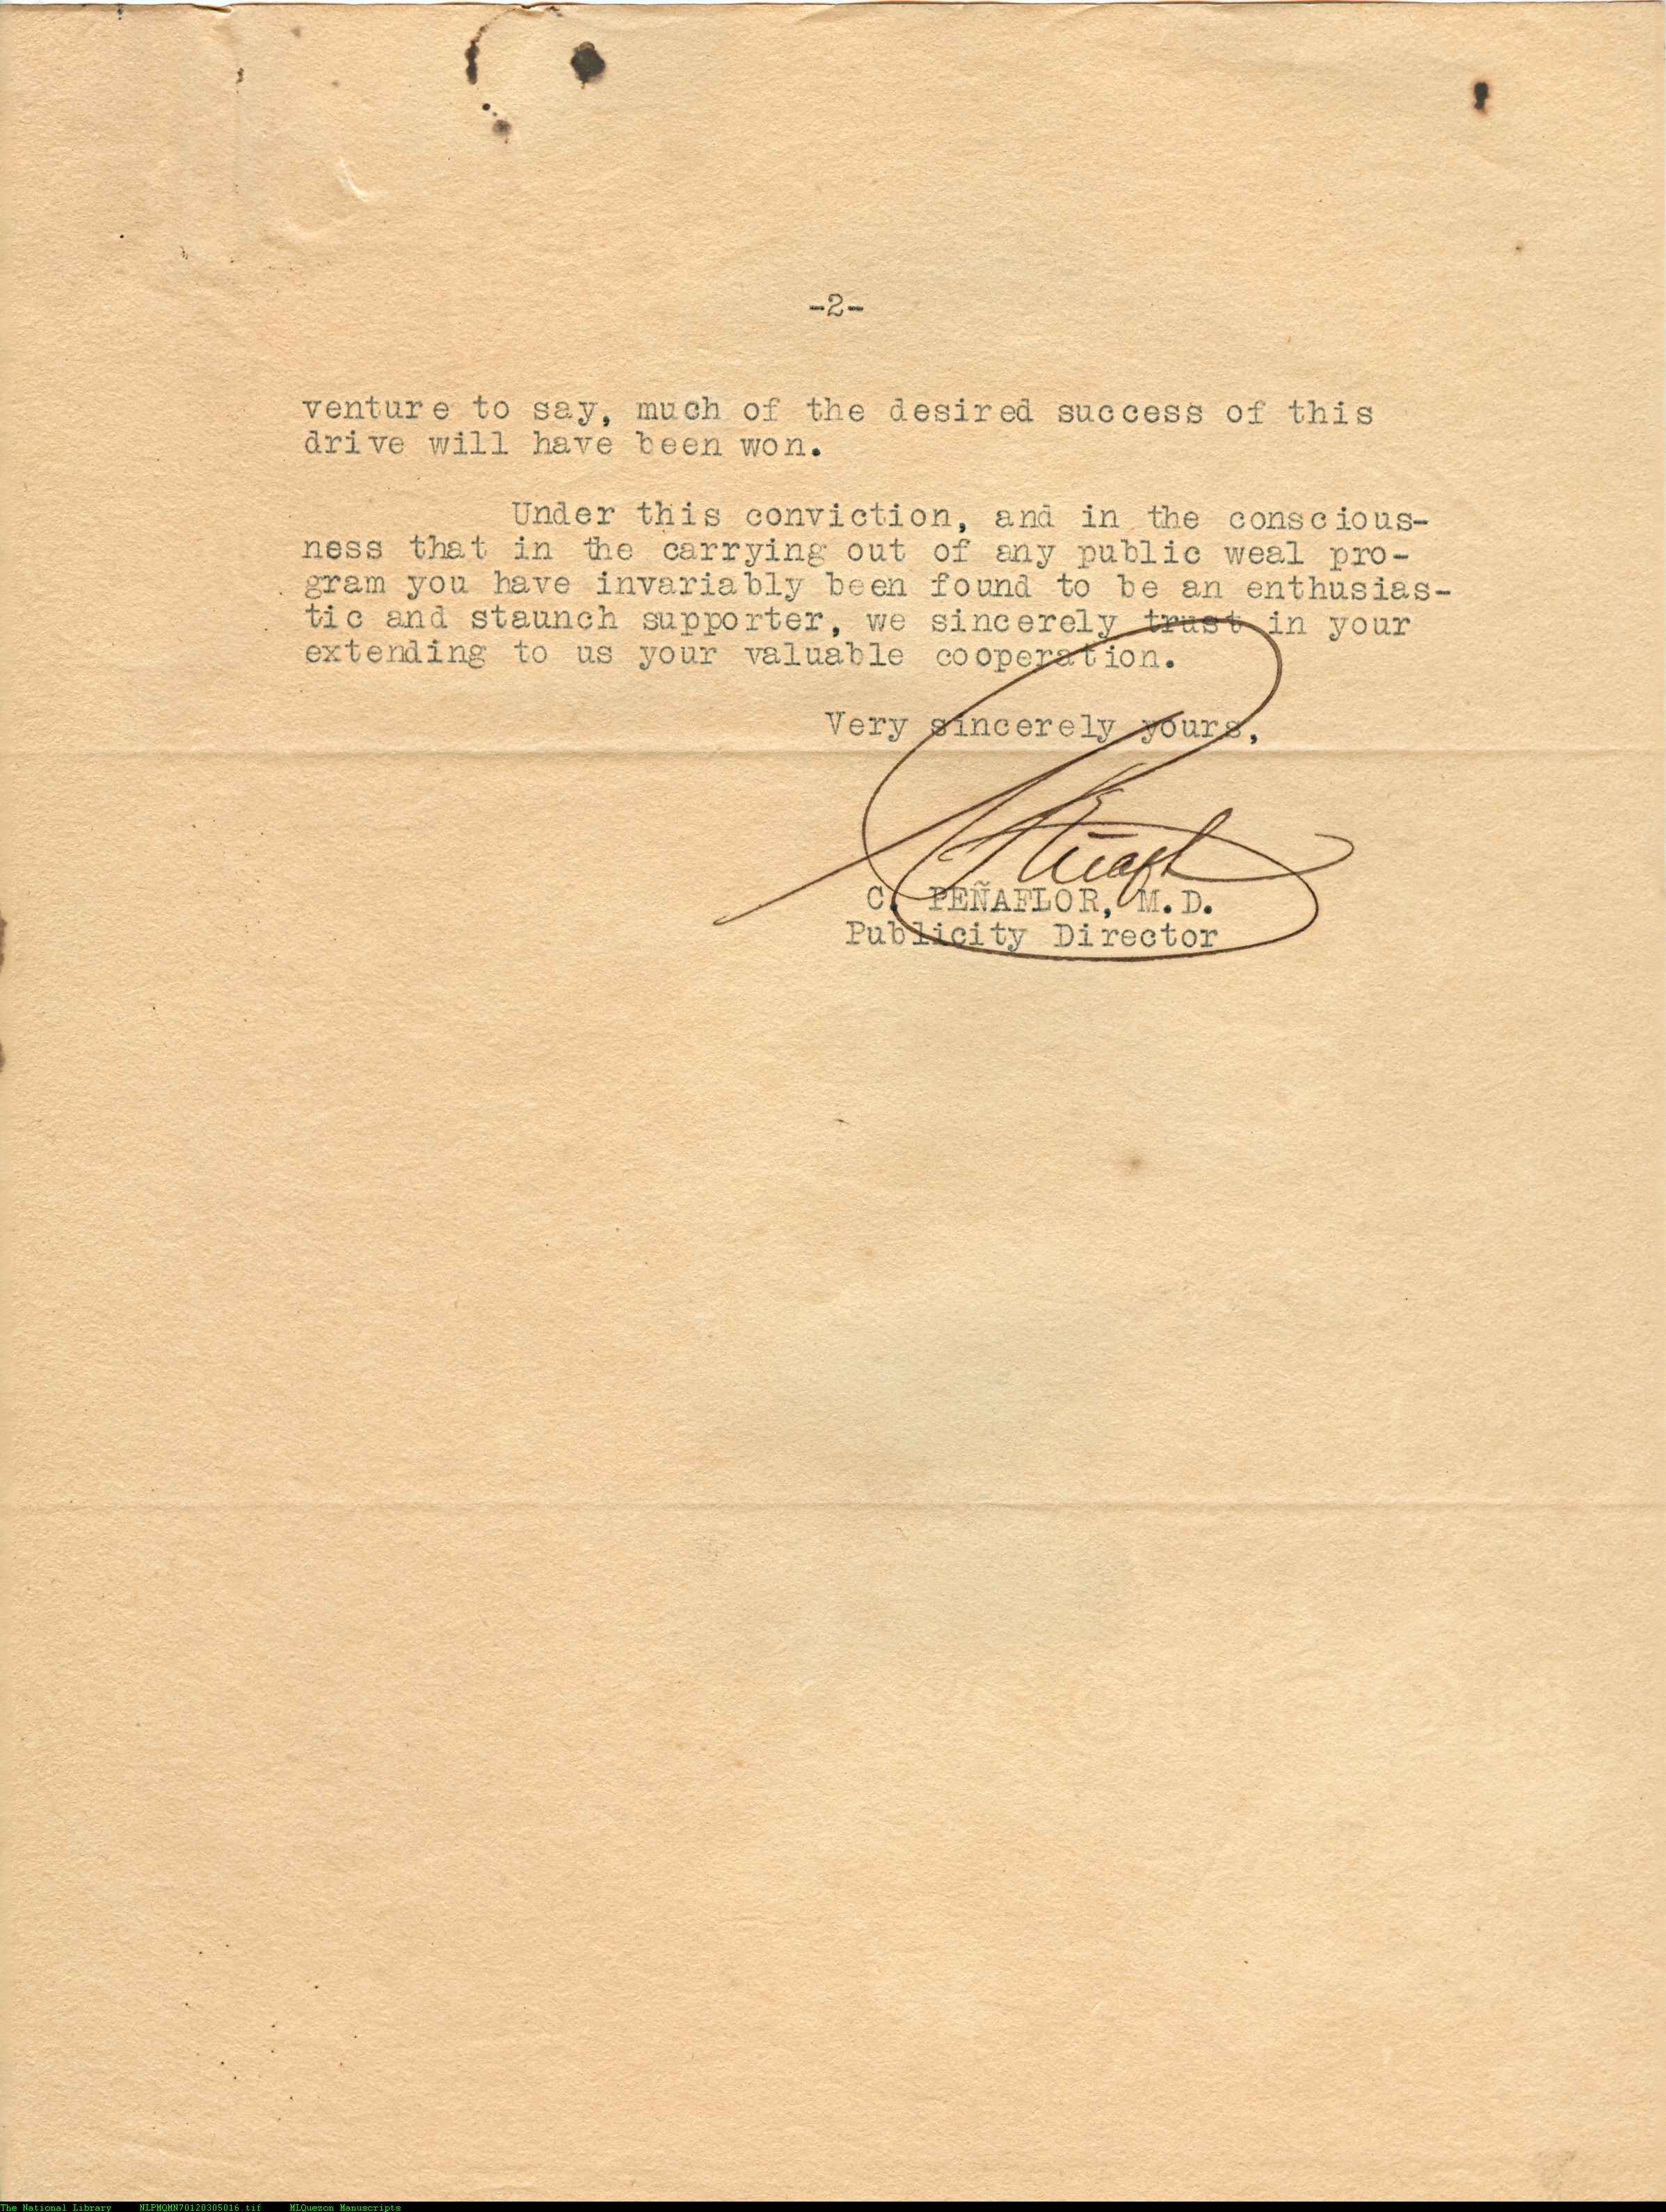 -2-
venture to say, much of the desired success of this
drive will have been won.
Under this conviction, and in the conscious-
ness that in the carrying out of any public weal pro-
gram you have invariably been found to be an enthusias-
tic and staunch supporter, we sincerely trust in your
extending to us your valuable cooperation.
Very sincerely yours,
C. PEÑAFLOR, M.D.
Publicity Director
The National Library NLPMQMN70120305016.tif MLQuezon Manuscripts